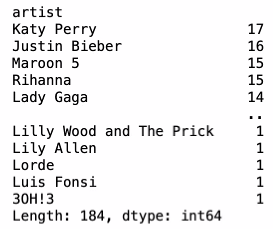 artist
Katy Perry 17
Justin Bieber 16
Maroon 5 15
Rihanna 15
Lady Gaga 14
..
Lilly Wood and The Prick 1
Lily Allen 1
Lorde 1
Luis Fonsi 1
3OH!3 1
Length: 184, dtype: int64